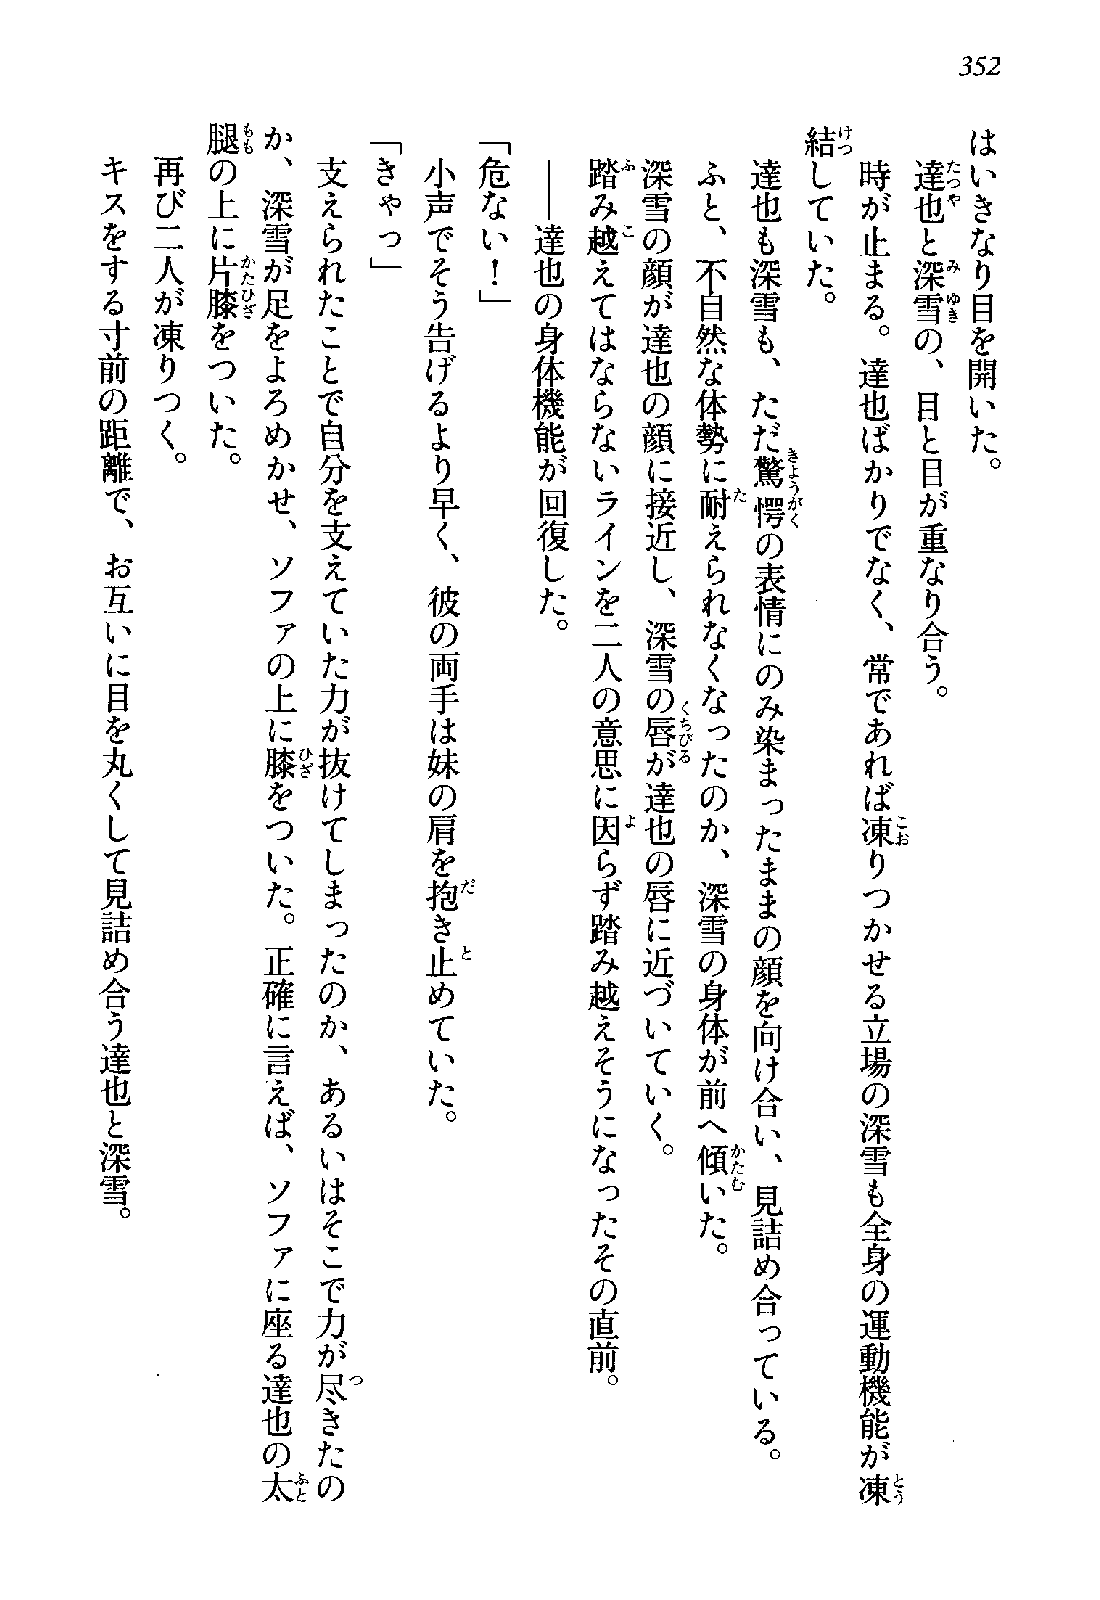 352
はいきなり目を開いた。
達也と深雪の、目と目が重なり合う。
時が止まる。達也ばかりでなく、常であれば凍りつかせる立場の深雪も全身の運動機能が凍
結していた。
達也も深雪も、ただ驚愕の表情にのみ染まったままの顔を向け合い、見詰め合っている。
ふと、不自然な体勢に耐えられなくなったのか、深雪の身体が前へ傾いた。
深雪の顔が達也の顔に接近し、深雪の唇が達也の唇に近づいていく。
踏み越えてはならないラインを二人の意思に因らず踏み越えそうになったその直前。
――達也の身体機能が回復した。
「危ない！」
小声でそう告げるより早く、彼の両手は妹の肩を抱き止めていた。
「きゃっ」
支えられたことで自分を支えていた力が抜けてしまったのか、あるいはそこで力が尽きたの
か、深雪が足をよろめかせ、ソファの上に膝をついた。正確に言えば、ソファに座る達也の太
腿の上に片膝をついた。
再び二人が凍りつく。
キスをする寸前の距離で、お互いに目を丸くして見詰め合う達也と深雪。